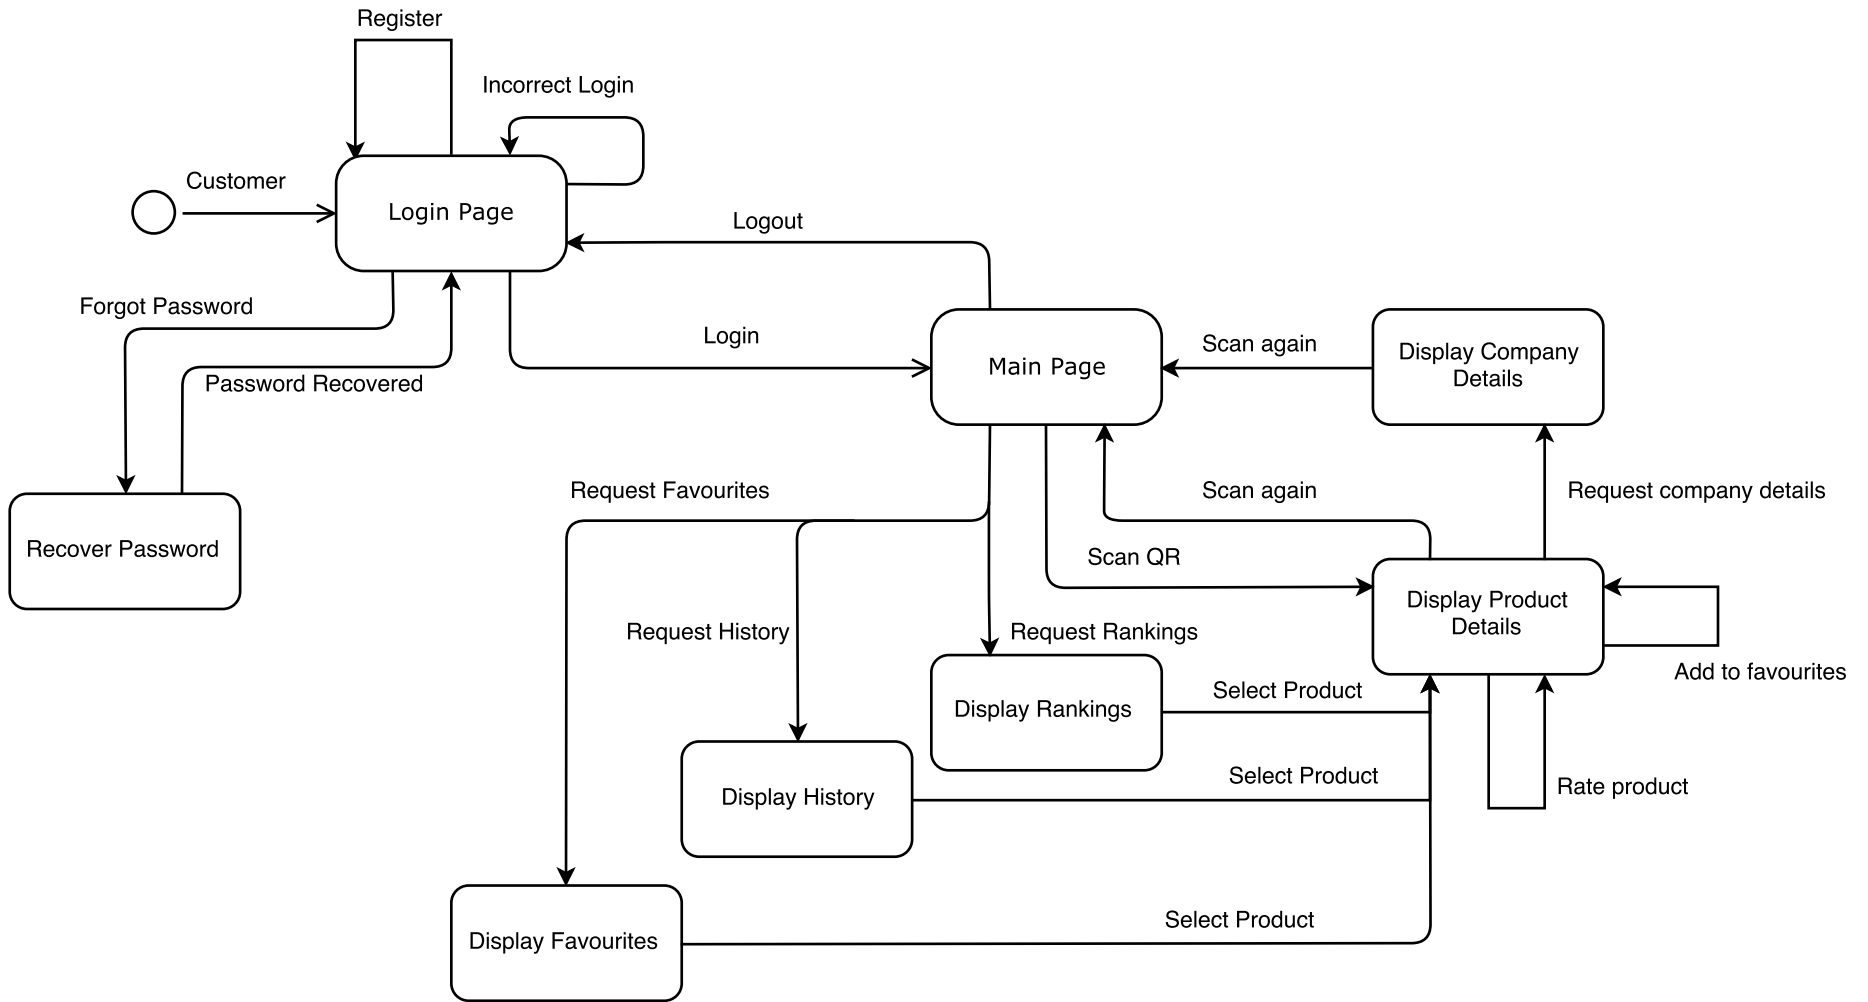 Register
Incorrect Login
Customer
Login Page
Logout
Forgot Password
Login
Scan again
Display Company
Details
Main Page
Password Recovered
Request Favourites
Scan again
Request company details
Recover Password
Scan QR
Display Product
Details
Request History
Request Rankings
Add to favourites
Select Product
Display Rankings
Select Product
Rate product
Display History
Select Product
Display Favourites